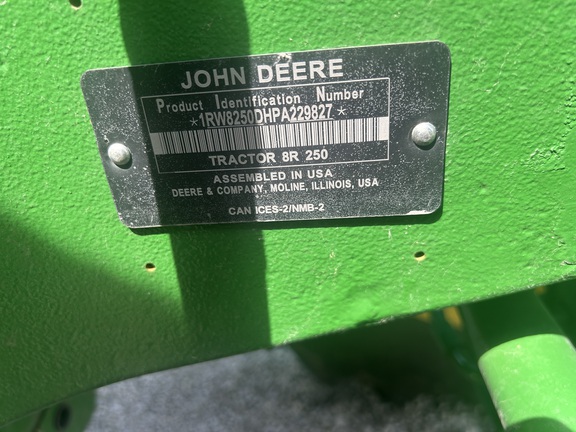 JOHN DEERE
Product Identification Number
*1RW8250DHPA229827*
TRACTOR 8R 250
ASSEMBLED IN USA
DEERE & COMPANY, MOLINE, ILLINOIS, USA
CAN ICES-2/NMB-2